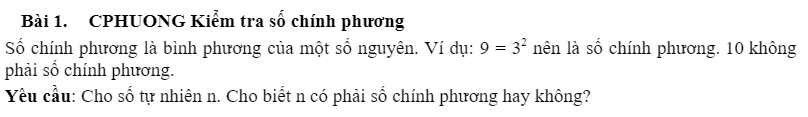 Bài 1. CPHUONG Kiểm tra số chính phương
Số chính phương là bình phương của một số nguyên. Ví dụ: 9 = 3² nên là số chính phương. 10 không
phải số chính phương.
Yêu cầu: Cho số tự nhiên n. Cho biết n có phải số chính phương hay không?